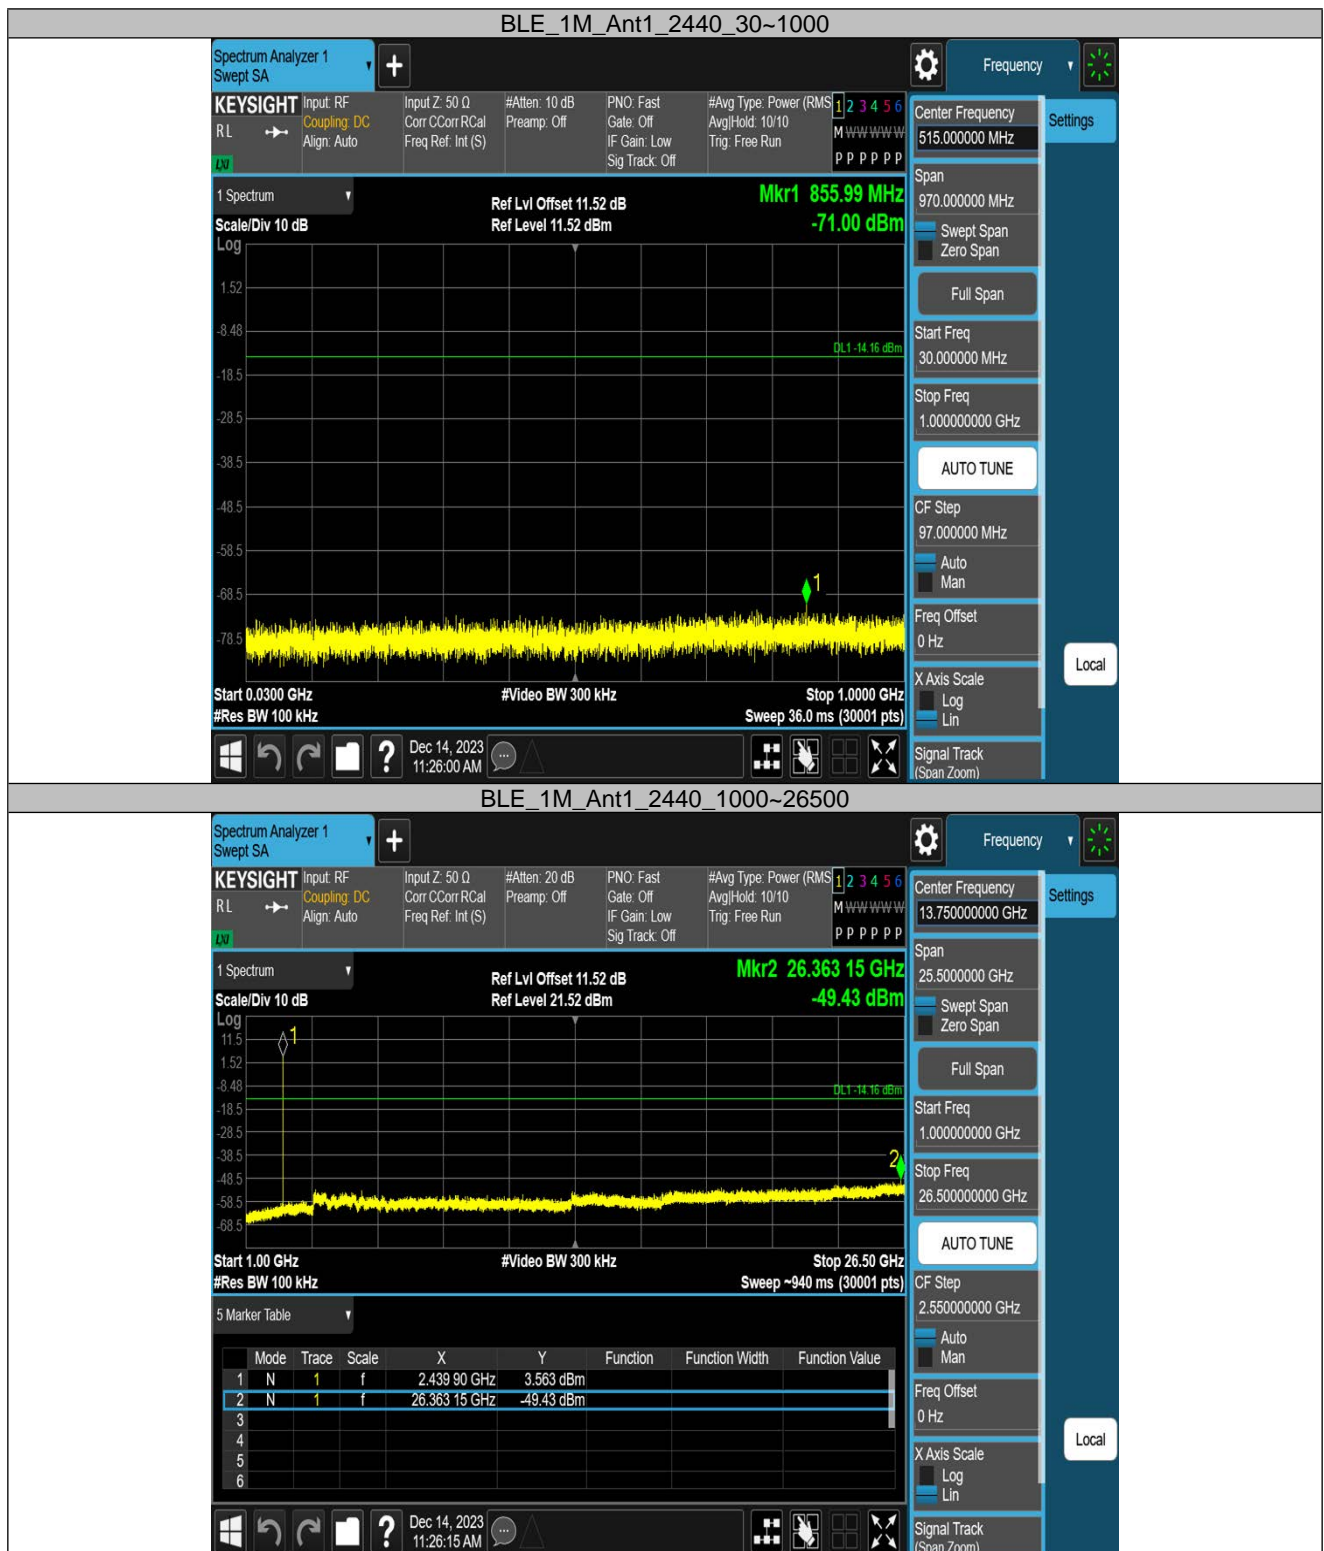 BLE_1M_Ant1_2440_30~1000
Spectrum Analyzer 1
Swept SA
Frequency
KEYSIGHT
RL
LXI
Input: RF
Coupling: DC
Align: Auto
Input Z: 50 Ω
Corr CCorr RCal
Freq Ref: Int (S)
#Atten: 10 dB
Preamp: Off
PNO: Fast
Gate: Off
IF Gain: Low
Sig Track: Off
#Avg Type: Power (RMS
Avg|Hold: 10/10
Trig: Free Run
1 2 3 4 5 6
M W W W W W
P P P P P P
Center Frequency
515.000000 MHz
Settings
Span
970.000000 MHz
Swept Span
Zero Span
Full Span
Start Freq
30.000000 MHz
Stop Freq
1.000000000 GHz
AUTO TUNE
CF Step
97.000000 MHz
Auto
Man
Freq Offset
0 Hz
X Axis Scale
Log
Lin
Signal Track
(Span Zoom)
Local
1 Spectrum
Scale/Div 10 dB
Ref Lvl Offset 11.52 dB
Ref Level 11.52 dBm
Mkr1 855.99 MHz
-71.00 dBm
Log
1.52
-8.48
-18.5
-28.5
-38.5
-48.5
-58.5
-68.5
-78.5
DL1 -14.16 dBm
1
Start 0.0300 GHz
#Res BW 100 kHz
#Video BW 300 kHz
Stop 1.0000 GHz
Sweep 36.0 ms (30001 pts)
Dec 14, 2023
11:26:00 AM
BLE_1M_Ant1_2440_1000~26500
Spectrum Analyzer 1
Swept SA
Frequency
KEYSIGHT
RL
LXI
Input: RF
Coupling: DC
Align: Auto
Input Z: 50 Ω
Corr CCorr RCal
Freq Ref: Int (S)
#Atten: 20 dB
Preamp: Off
PNO: Fast
Gate: Off
IF Gain: Low
Sig Track: Off
#Avg Type: Power (RMS
Avg|Hold: 10/10
Trig: Free Run
1 2 3 4 5 6
M W W W W W
P P P P P P
Center Frequency
13.750000000 GHz
Settings
Span
25.5000000 GHz
Swept Span
Zero Span
Full Span
Start Freq
1.000000000 GHz
Stop Freq
26.500000000 GHz
AUTO TUNE
CF Step
2.550000000 GHz
Auto
Man
Freq Offset
0 Hz
X Axis Scale
Log
Lin
Signal Track
(Span Zoom)
Local
1 Spectrum
Scale/Div 10 dB
Ref Lvl Offset 11.52 dB
Ref Level 21.52 dBm
Mkr2 26.363 15 GHz
-49.43 dBm
Log
11.5
1.52
-8.48
-18.5
-28.5
-38.5
-48.5
-58.5
-68.5
1
DL1 -14.16 dBm
2
Start 1.00 GHz
#Res BW 100 kHz
#Video BW 300 kHz
Stop 26.50 GHz
Sweep ~940 ms (30001 pts)
5 Marker Table
Mode Trace Scale X Y Function Function Width Function Value
1 N 1 f 2.439 90 GHz 3.563 dBm
2 N 1 f 26.363 15 GHz -49.43 dBm
3
4
5
6
Dec 14, 2023
11:26:15 AM